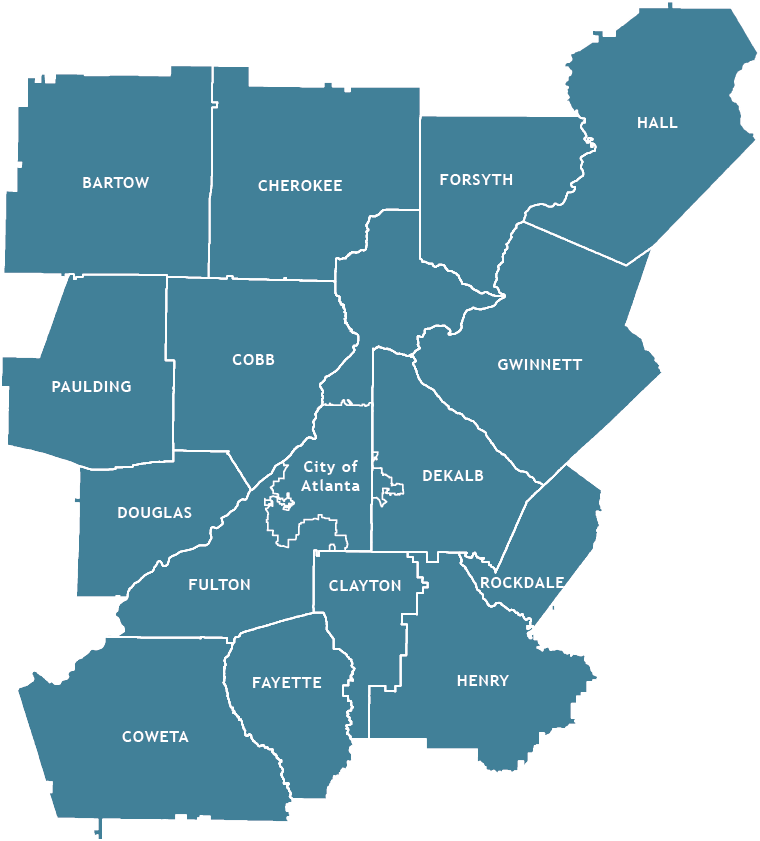 HALL
BARTOW
CHEROKEE
FORSYTH
COBB
GWINNETT
PAULDING
City of
Atlanta
DEKALB
DOUGLAS
FULTON
CLAYTON
ROCKDALE
FAYETTE
HENRY
COWETA